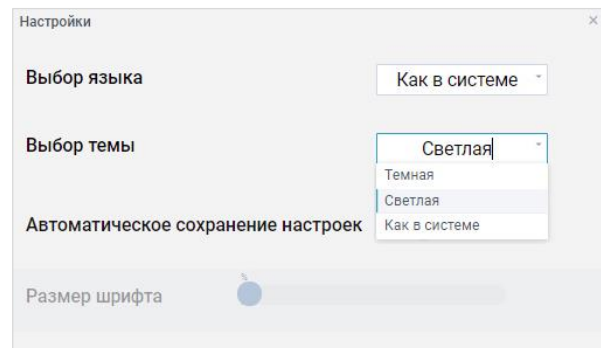 Настройки
Выбор языка
Как в системе
Выбор темы
Светлая
Темная
Светлая
Как в системе
Автоматическое сохранение настроек
Размер шрифта